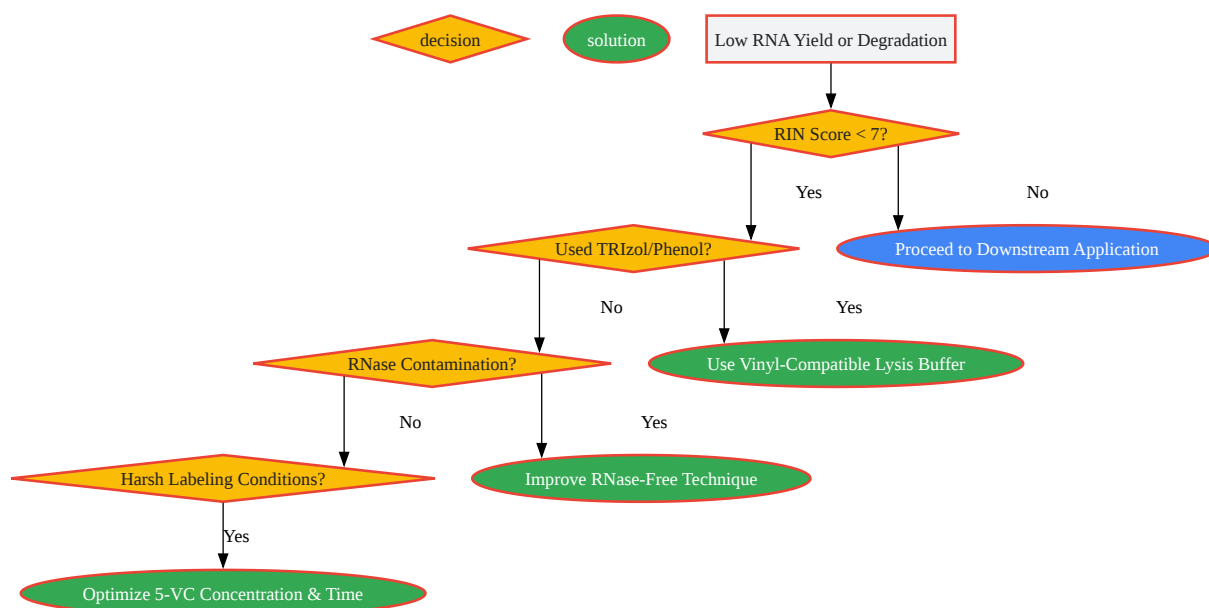 decision
solution
Low RNA Yield or Degradation
RIN Score < 7?
Yes
No
Used TRIzol/Phenol?
Proceed to Downstream Application
No
Yes
RNase Contamination?
Use Vinyl-Compatible Lysis Buffer
No
Yes
Harsh Labeling Conditions?
Improve RNase-Free Technique
Yes
Optimize 5-VC Concentration & Time